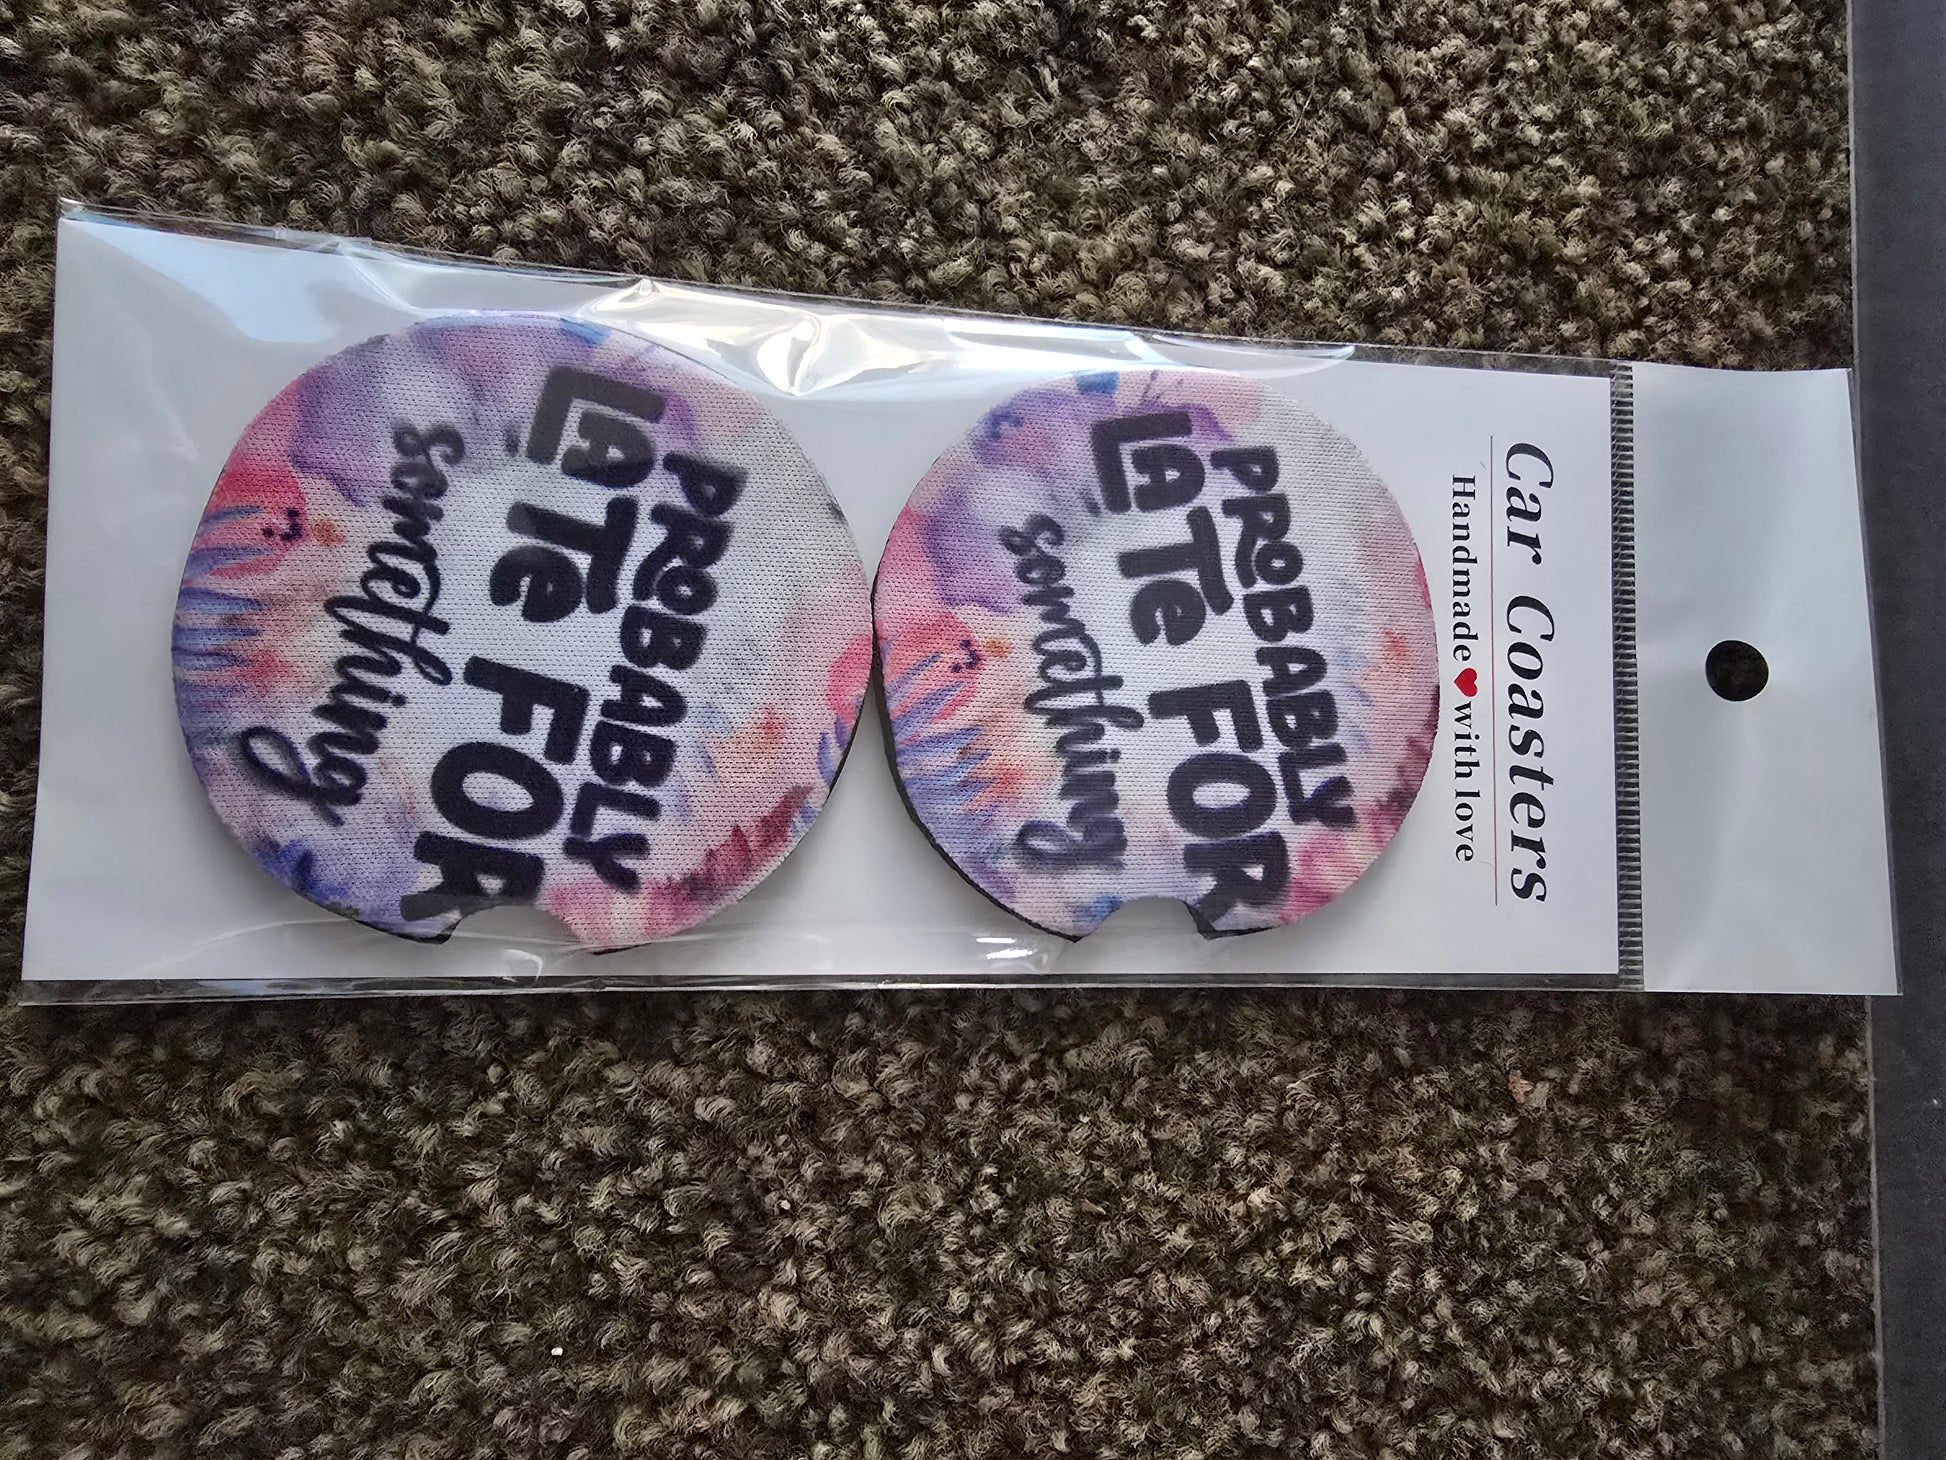 Car Coasters
Handmade ♥ with love
PROBABLY
LATe FOR
something
PROBABLY
LATe FOR
something